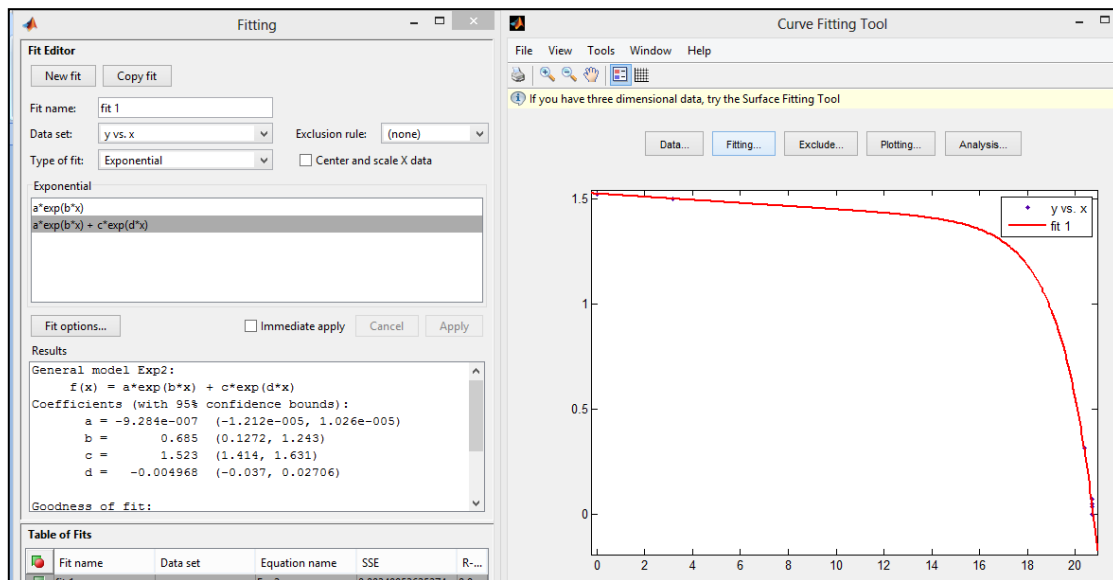 Fitting
Fit Editor
New fit
Copy fit
Fit name:
fit 1
Data set:
y vs. x
Exclusion rule:
(none)
Type of fit:
Exponential
Center and scale X data
Exponential
a*exp(b*x)
a*exp(b*x) + c*exp(d*x)
Fit options...
Immediate apply
Cancel
Apply
Results
General model Exp2:
f(x) = a*exp(b*x) + c*exp(d*x)
Coefficients (with 95% confidence bounds):
a = -9.284e-007 (-1.212e-005, 1.026e-005)
b = 0.685 (0.1272, 1.243)
c = 1.523 (1.414, 1.631)
d = -0.004968 (-0.037, 0.02706)
Goodness of fit:
Table of Fits
Fit name Data set Equation name SSE R-...
Curve Fitting Tool
File View Tools Window Help
If you have three dimensional data, try the Surface Fitting Tool
Data...
Fitting...
Exclude...
Plotting...
Analysis...
y vs. x
fit 1
1.5
1
0.5
0
0 2 4 6 8 10 12 14 16 18 20